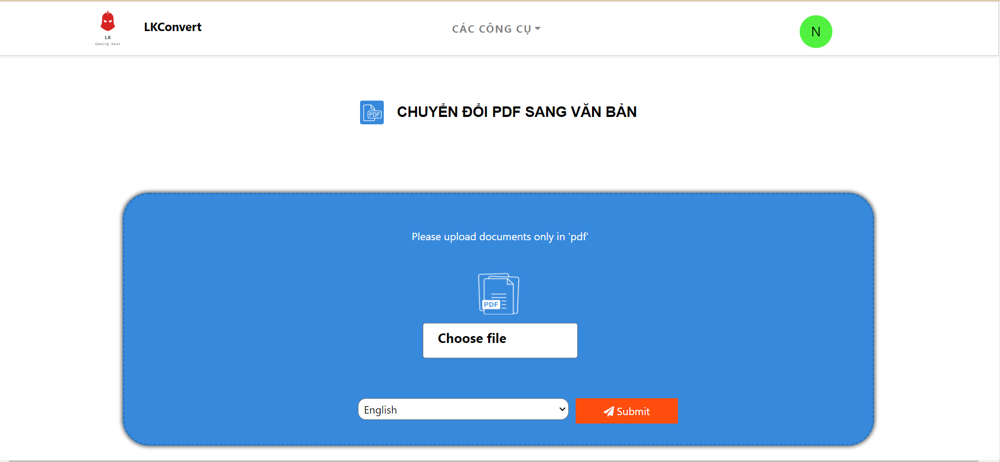 LK
Gaming Gear
LKConvert
CÁC CÔNG CỤ
N
PDF
CHUYỂN ĐỔI PDF SANG VĂN BẢN
Please upload documents only in 'pdf'
PDF
Choose file
English
Submit